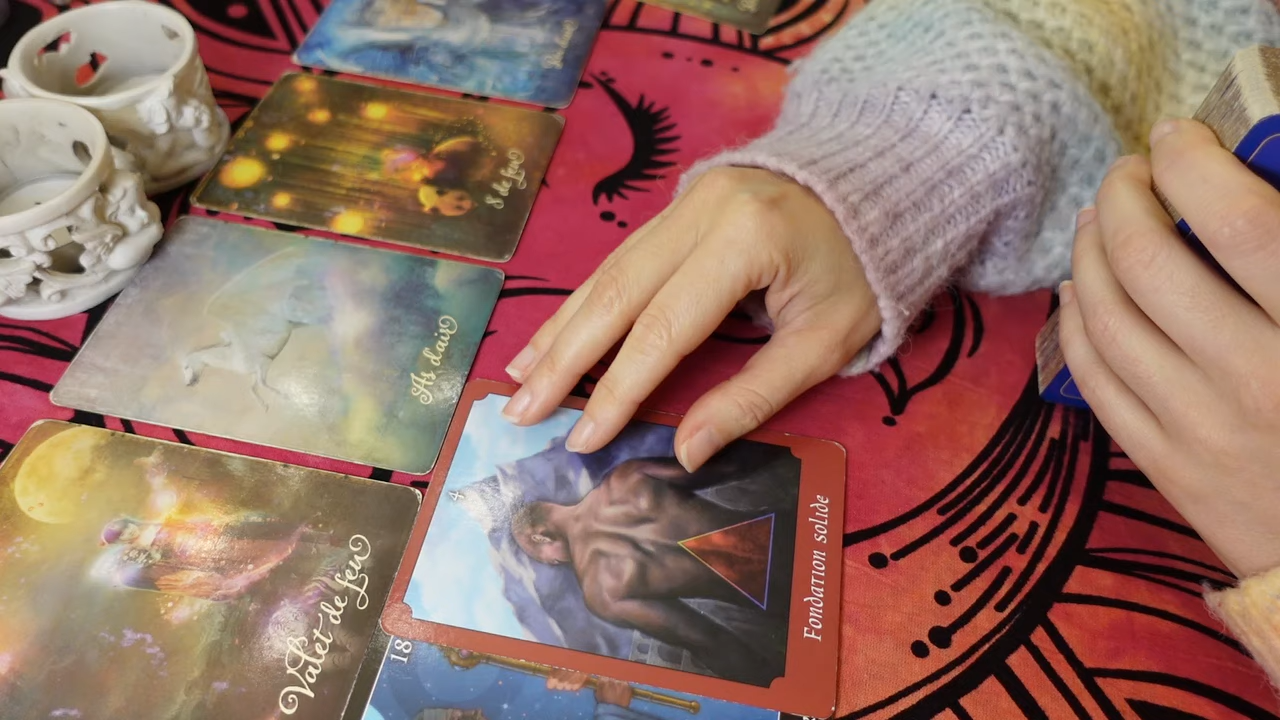 8 de feu
As d'air
Valet de feu
4
Fondation solide
18